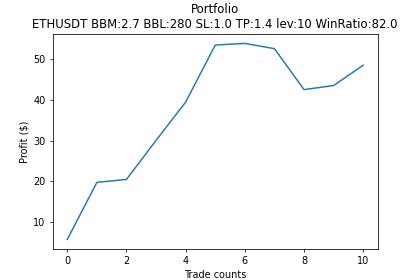 Portfolio
ETHUSDT BBM:2.7 BBL:280 SL:1.0 TP:1.4 lev:10 WinRatio:82.0
Profit ($)
50
40
30
20
10
0 2 4 6 8 10
Trade counts